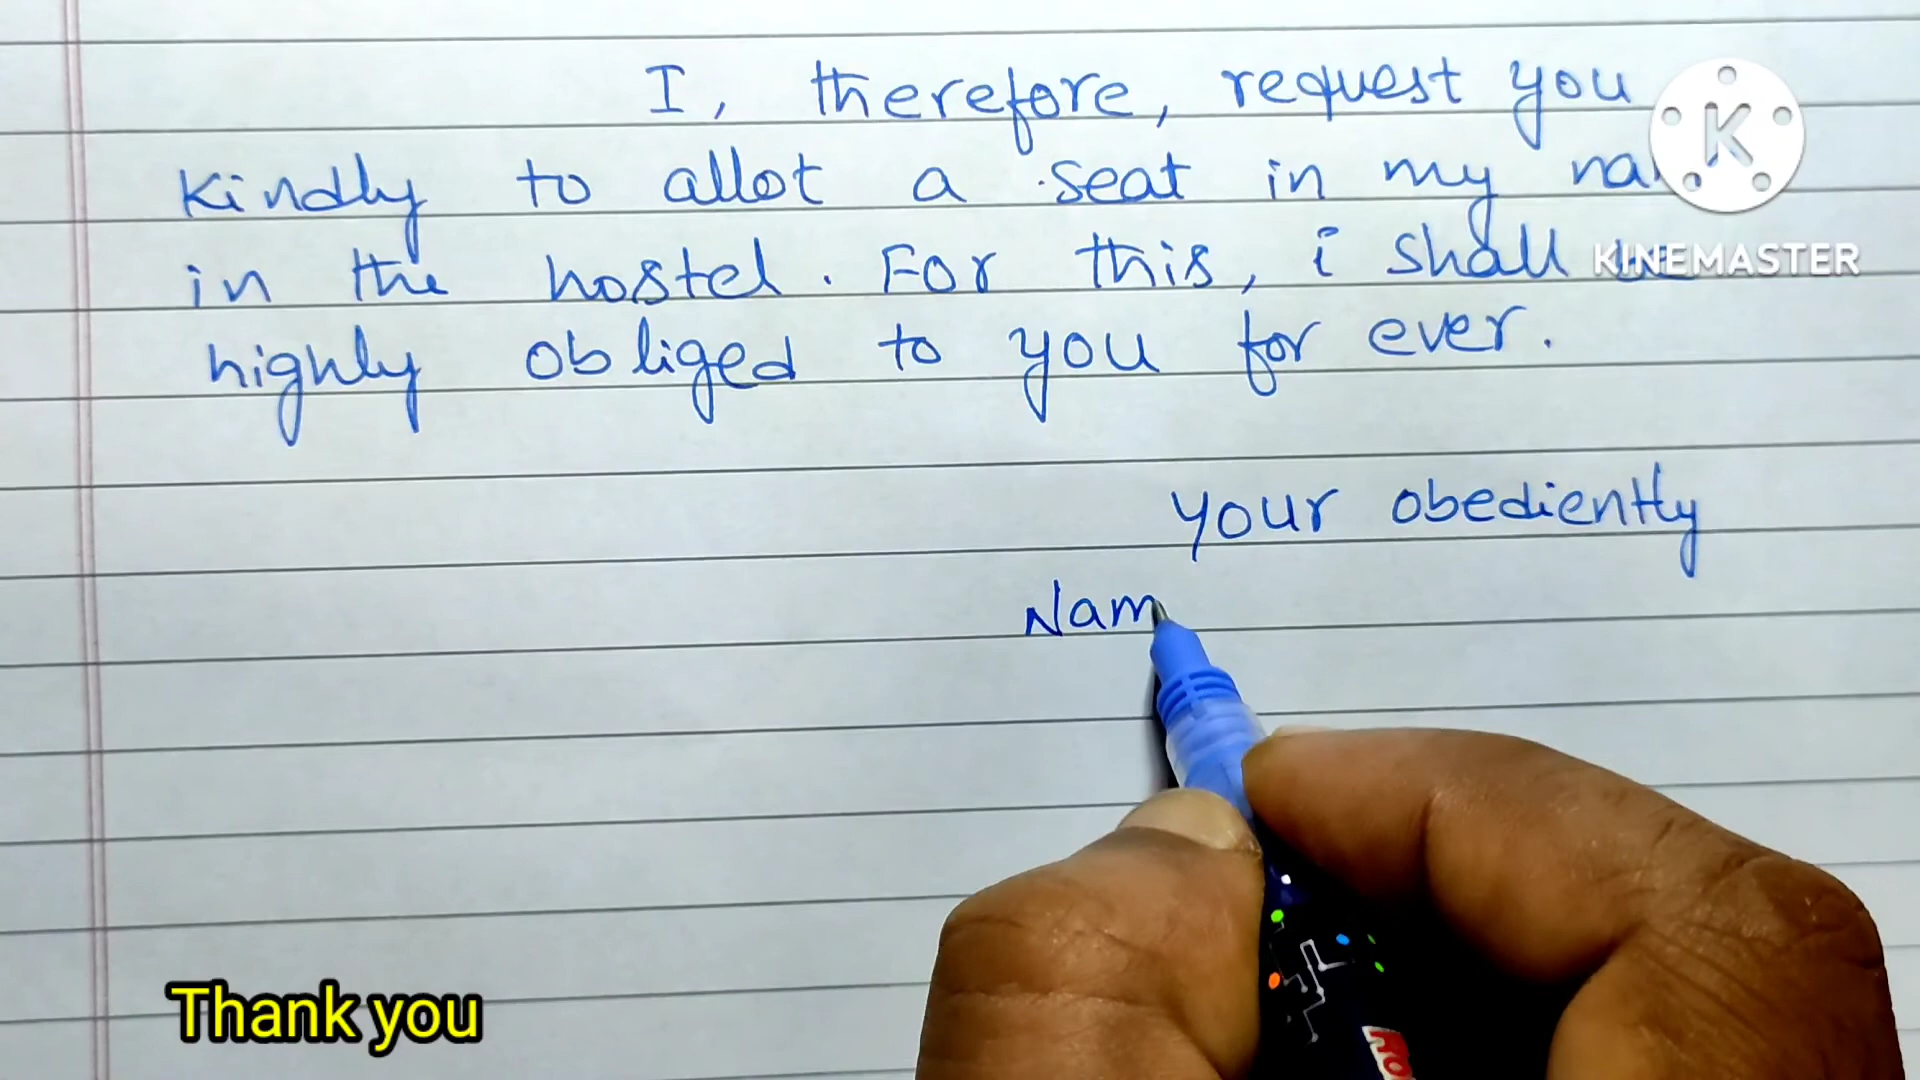 I, therefore, request you
Kindly to allot a seat in my
in the hostel. For this, i shall
KINEMASTER
highly obliged to you for ever.
your obediently
Nam
Thank you